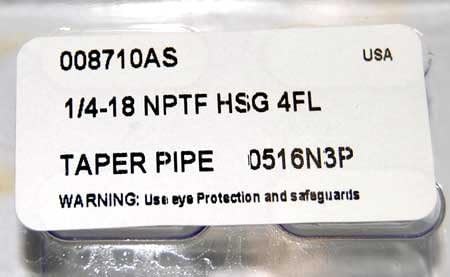 008710AS USA
1/4-18 NPTF HSG 4FL
TAPER PIPE 0516N3P
WARNING: Use eye Protection and safeguards